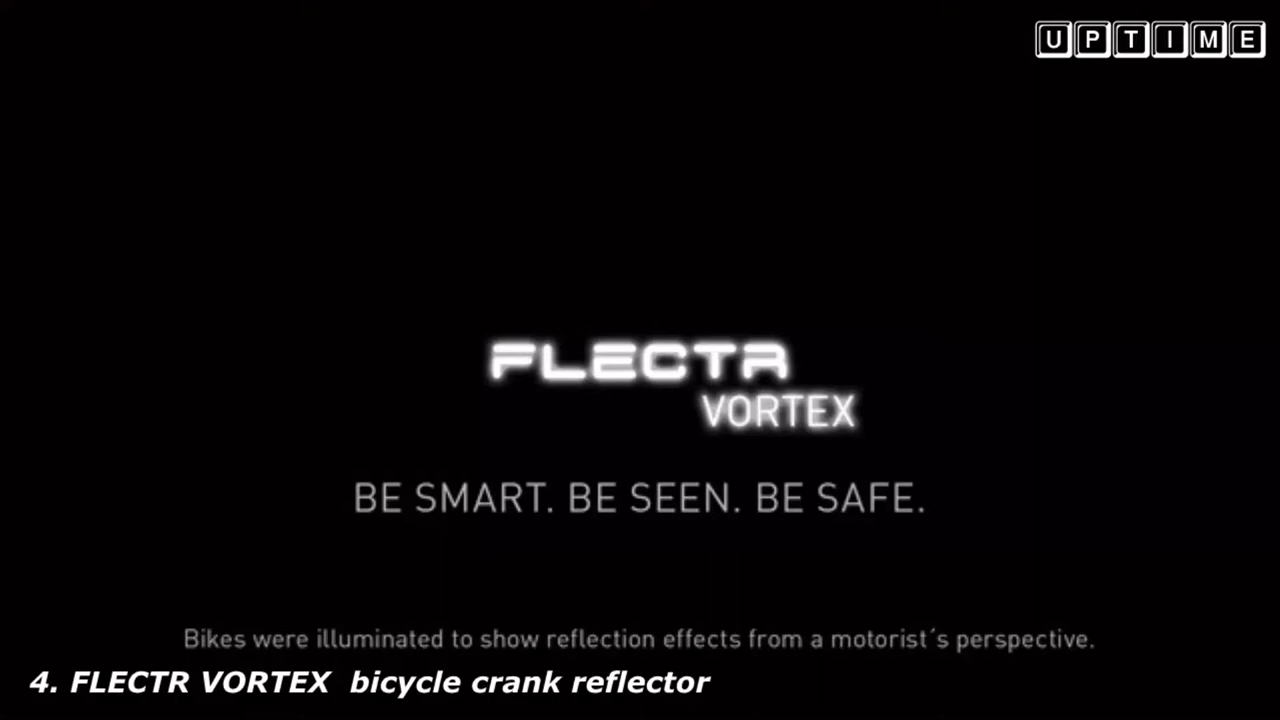 UPTIME
FLECTR
VORTEX
BE SMART. BE SEEN. BE SAFE.
Bikes were illuminated to show reflection effects from a motorist´s perspective.
4. FLECTR VORTEX  bicycle crank reflector